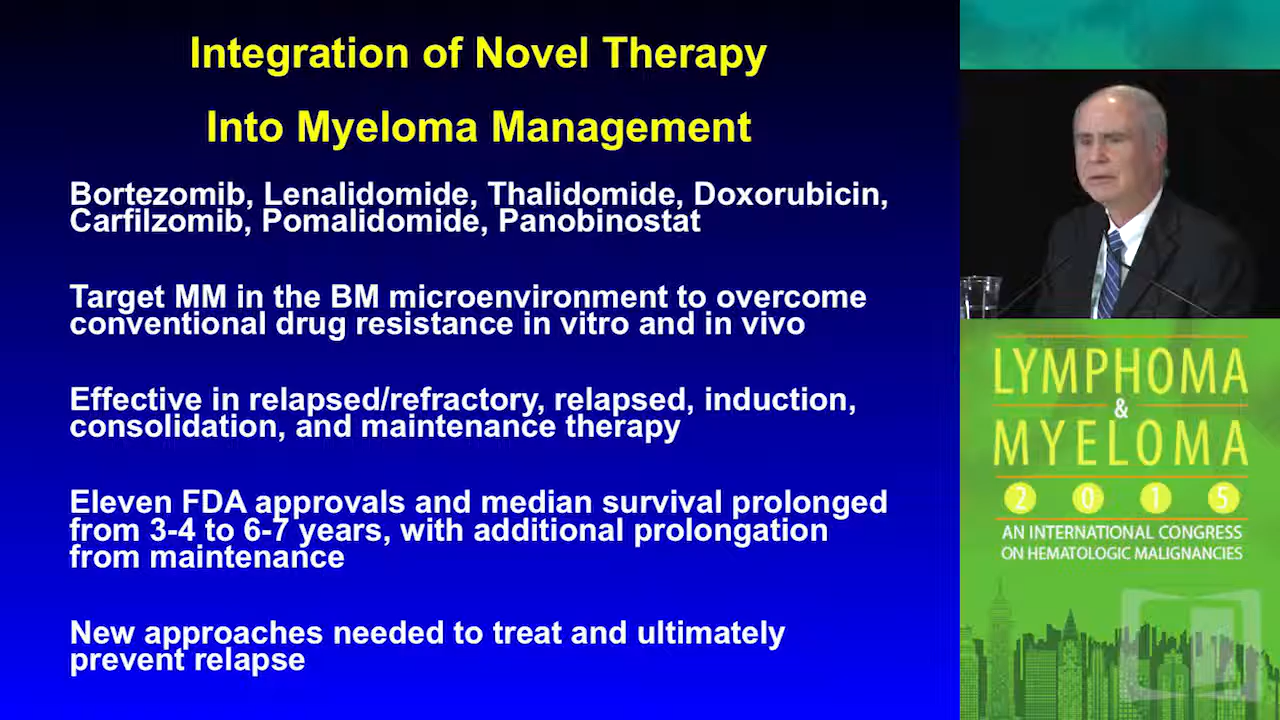 Integration of Novel Therapy
Into Myeloma Management
Bortezomib, Lenalidomide, Thalidomide, Doxorubicin,
Carfilzomib, Pomalidomide, Panobinostat
Target MM in the BM microenvironment to overcome
conventional drug resistance in vitro and in vivo
Effective in relapsed/refractory, relapsed, induction,
consolidation, and maintenance therapy
Eleven FDA approvals and median survival prolonged
from 3-4 to 6-7 years, with additional prolongation
from maintenance
New approaches needed to treat and ultimately
prevent relapse
LYMPHOMA
&
MYELOMA
2015
AN INTERNATIONAL CONGRESS
ON HEMATOLOGIC MALIGNANCIES